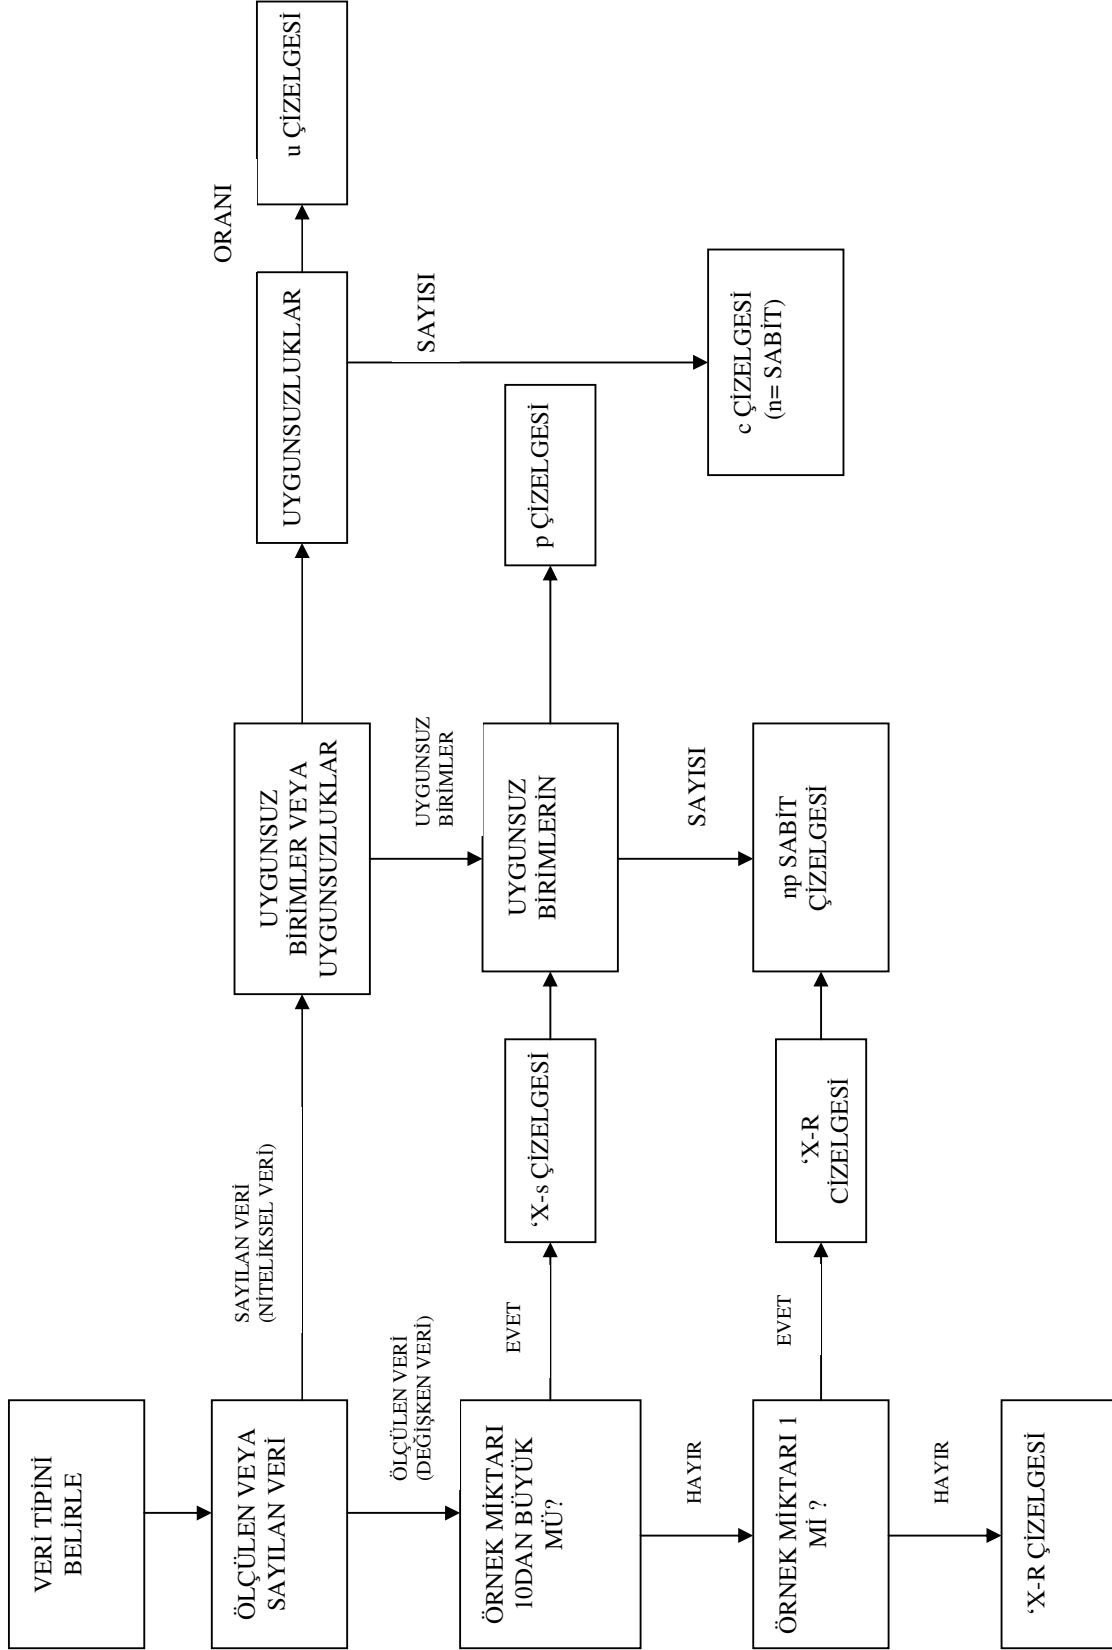 VERİ TİPİNİ
BELİRLE
ÖLÇÜLEN VEYA
SAYILAN VERİ
SAYILAN VERİ
(NİTELİKSEL VERİ)
UYGUNSUZ
BİRİMLER VEYA
UYGUNSUZLUKLAR
UYGUNSUZLUKLAR
ORANI
u ÇİZELGESİ
ÖLÇÜLEN VERİ
(DEĞİŞKEN VERİ)
UYGUNSUZ
BİRİMLER
SAYISI
ÖRNEK MİKTARI
10DAN BÜYÜK
MÜ?
EVET
‘X-s ÇİZELGESİ
UYGUNSUZ
BİRİMLERİN
p ÇİZELGESİ
HAYIR
SAYISI
c ÇİZELGESİ
(n= SABİT)
ÖRNEK MİKTARI 1
Mİ ?
EVET
‘X-R
CİZELGESİ
np SABİT
ÇİZELGESİ
HAYIR
‘X-R ÇİZELGESİ